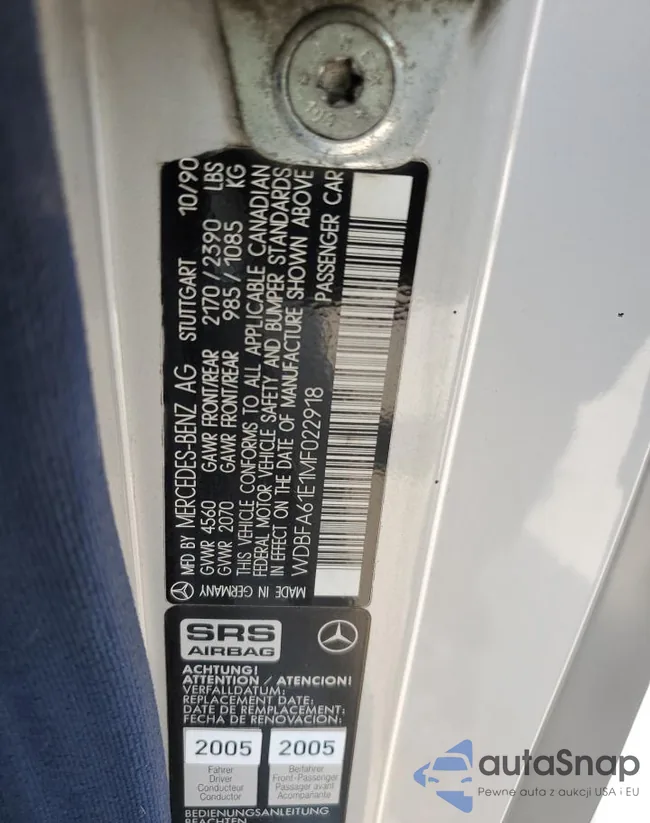 MFD BY MERCEDES-BENZ AG STUTTGART 10/90
GVWR 4560 GAWR FRONT/REAR 2170/2390 LBS
GVWR 2070 GAWR FRONT/REAR 985/1085 KG
THIS VEHICLE CONFORMS TO ALL APPLICABLE CANADIAN
FEDERAL MOTOR VEHICLE SAFETY AND BUMPER STANDARDS
IN EFFECT ON THE DATE OF MANUFACTURE SHOWN ABOVE
WDBFA61E1MF022918 PASSENGER CAR
MADE IN GERMANY
SRS
AIRBAG
ACHTUNG!
ATTENTION / ATENCION!
VERFALLDATUM:
REPLACEMENT DATE:
DATE DE REMPLACEMENT:
FECHA DE RENOVACION:
2005 2005
Fahrer Beifahrer
Driver Front-Passenger
Conducteur Passager avant
Conductor Acompañante
BEDIENUNGSANLEITUNG
BEACHTEN
autoSnap
Pewne auta z aukcji USA i EU